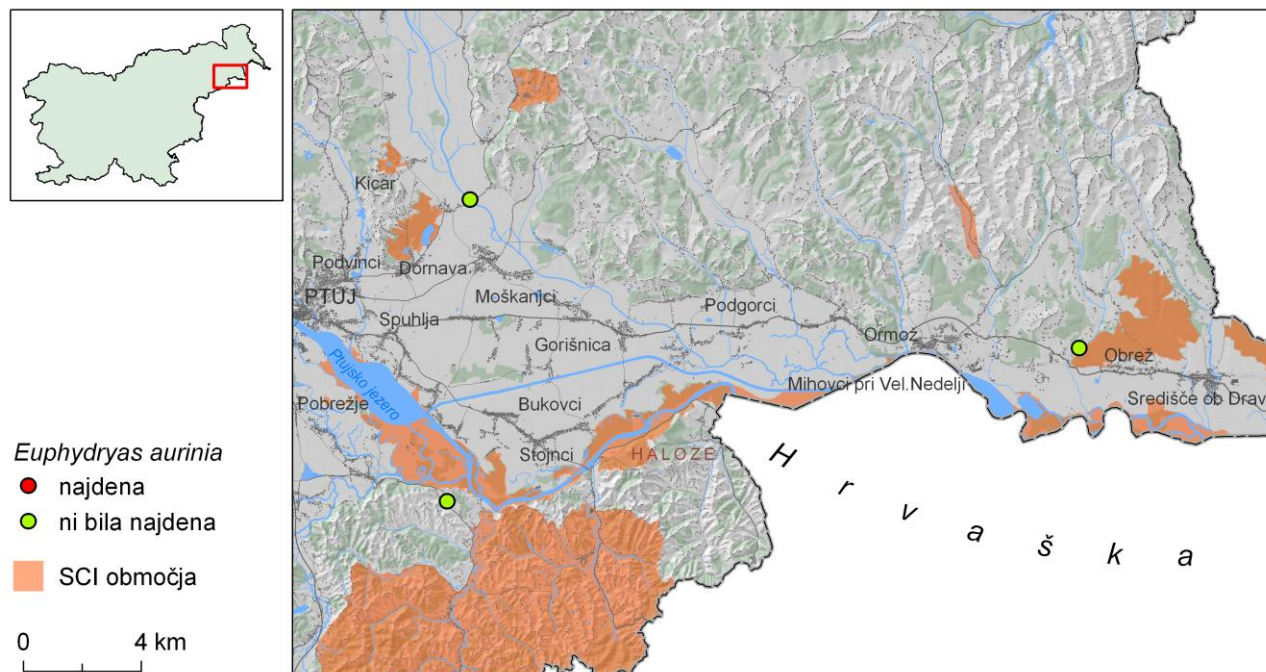 Kicar
Podvinci
Dornava
PTUJ
Moškanjci
Podgorci
Spuhlja
Ormož
Gorišnica
Obrež
Ptujsko jezero
Mihovci pri Vel.Nedelji
Pobrežje
Bukovci
Središče ob Drav
Stojnci
HALOZE
Hrvaška
Euphydryas aurinia
najdena
ni bila najdena
SCI območja
0 4 km